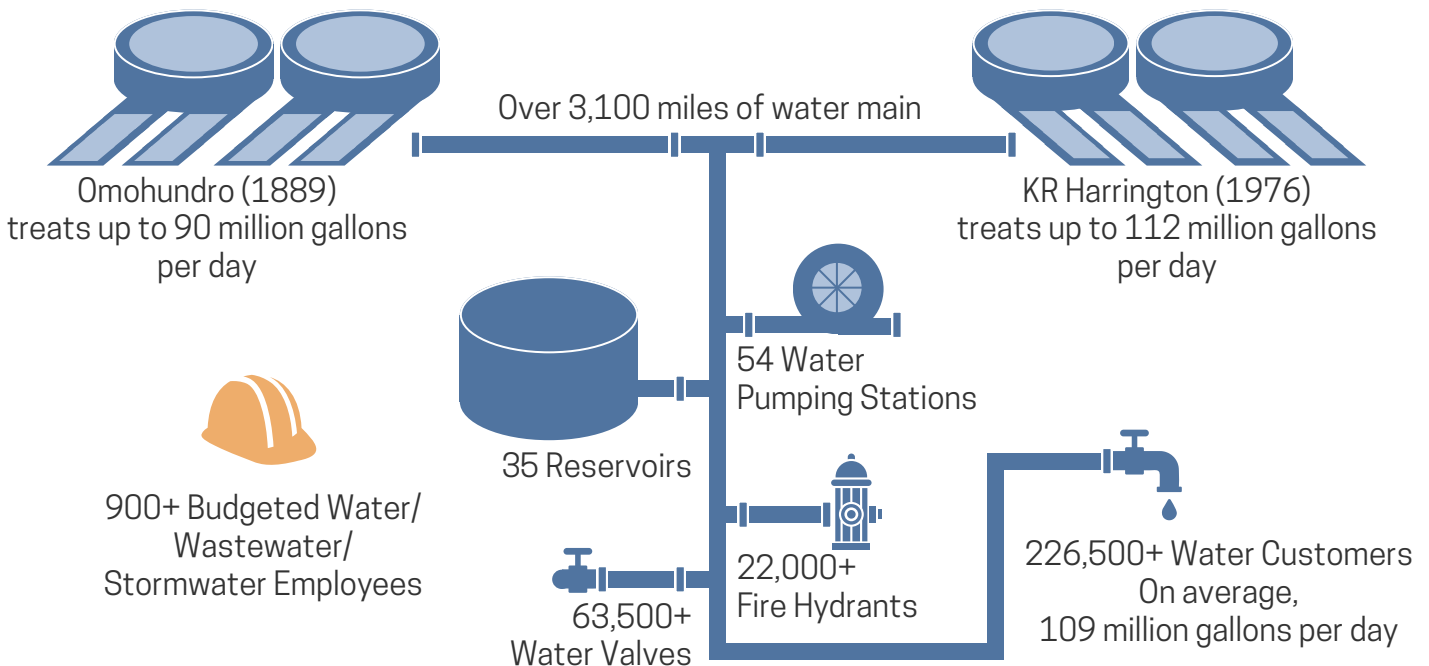 Over 3,100 miles of water main
Omohundro (1889)
treats up to 90 million gallons
per day
KR Harrington (1976)
treats up to 112 million gallons
per day
54 Water
Pumping Stations
35 Reservoirs
900+ Budgeted Water/
Wastewater/
Stormwater Employees
22,000+
Fire Hydrants
63,500+
Water Valves
226,500+ Water Customers
On average,
109 million gallons per day